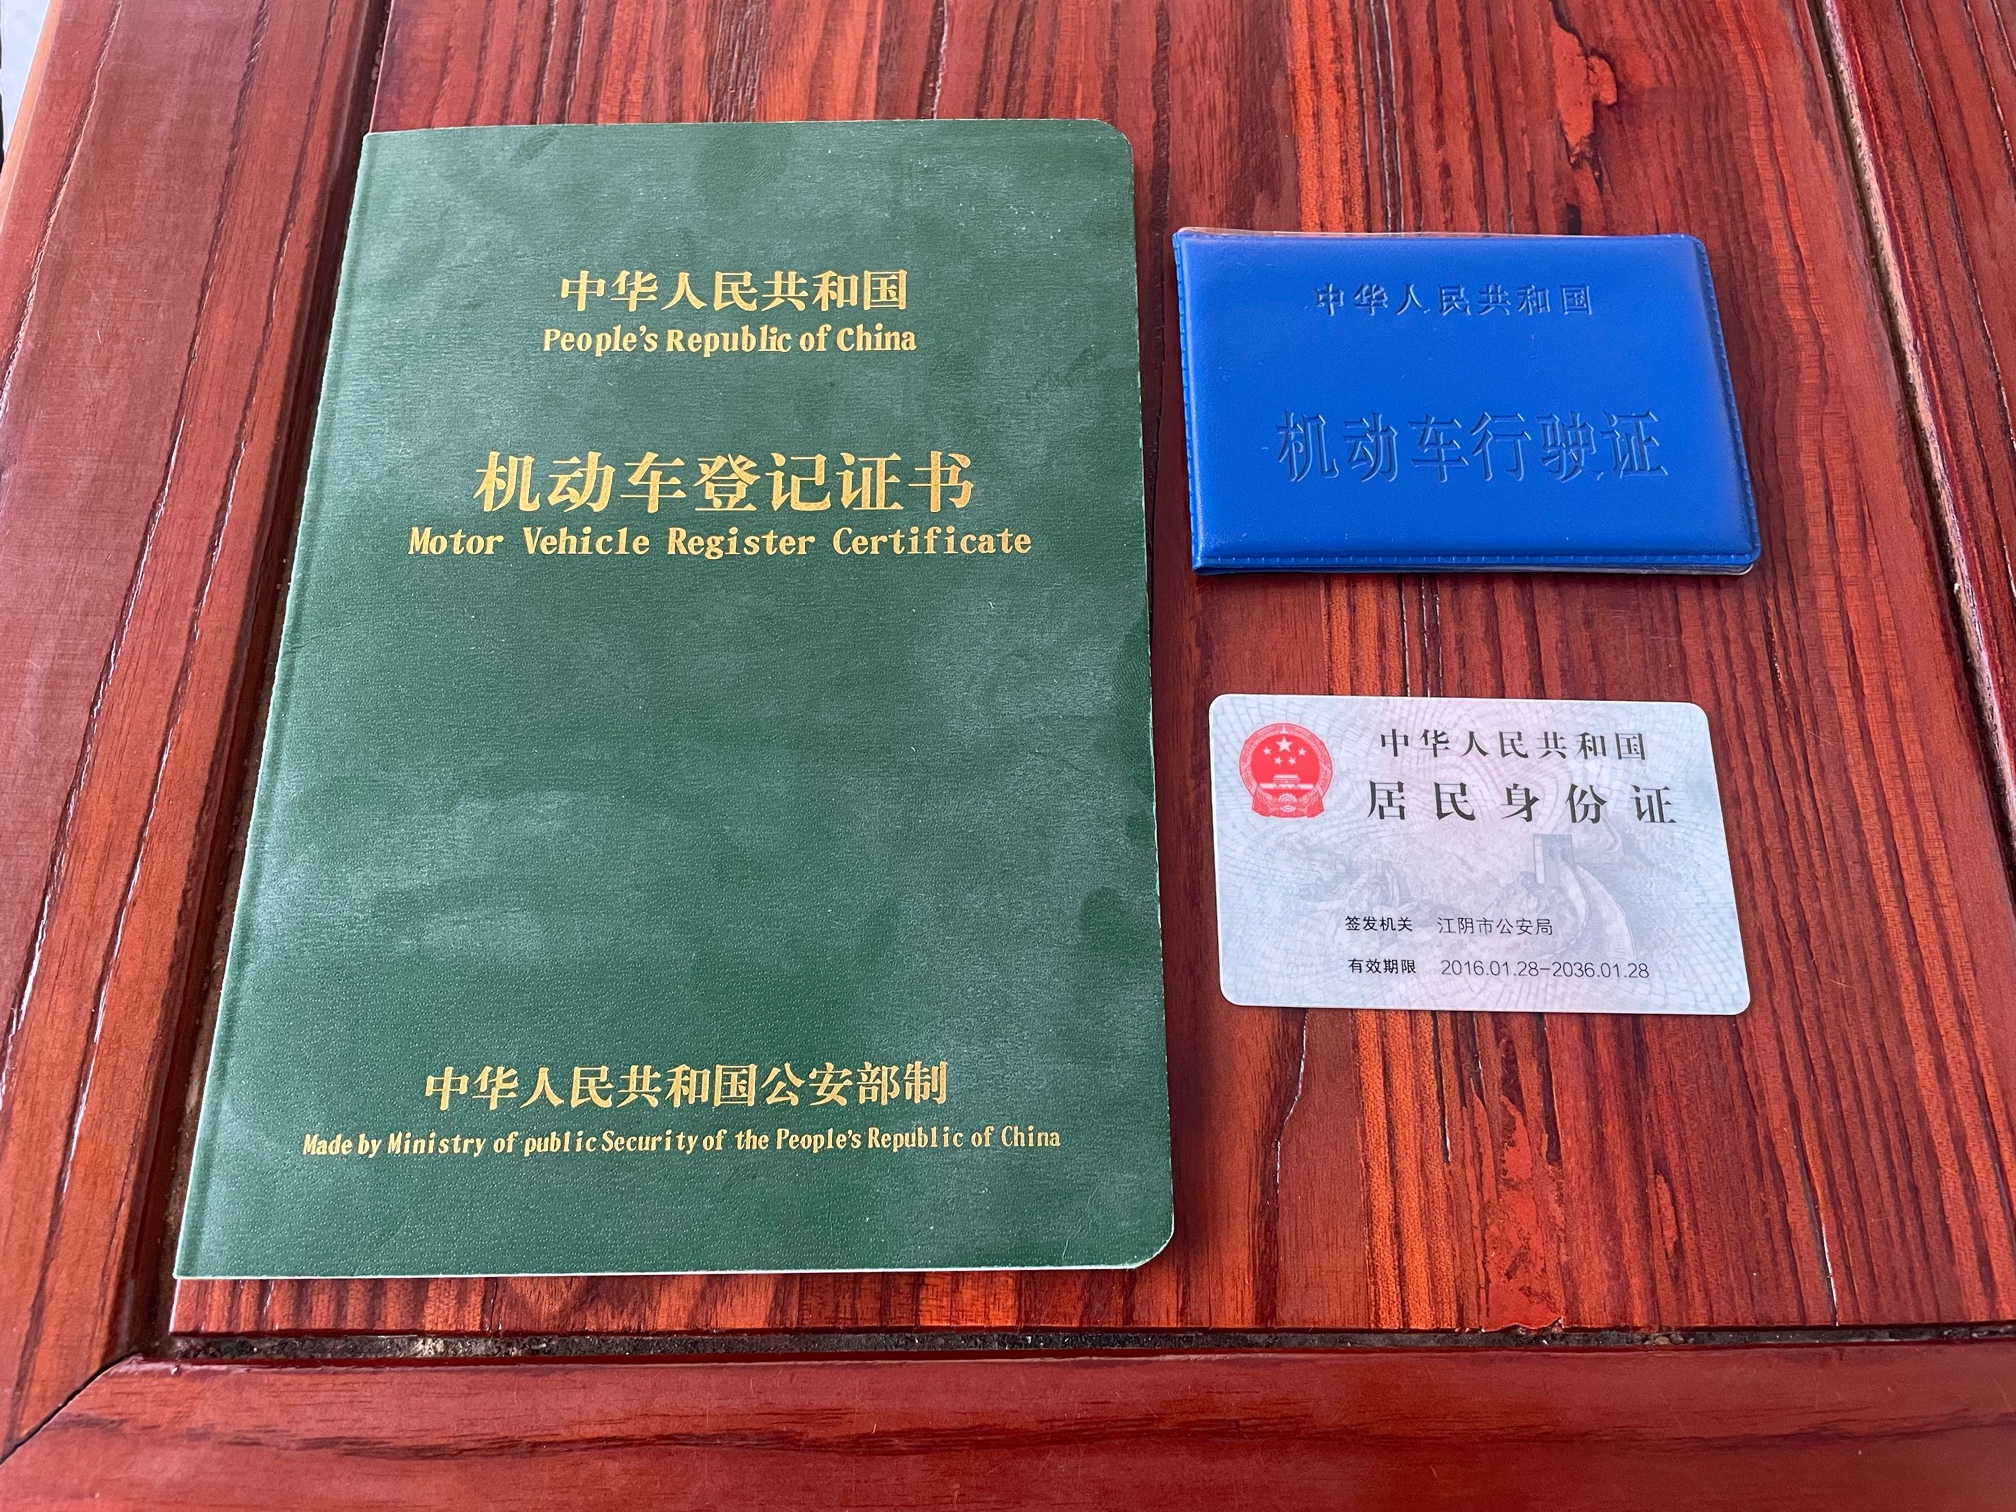 中华人民共和国
People's Republic of China
机动车登记证书
Motor Vehicle Register Certificate
中华人民共和国公安部制
Made by Ministry of public Security of the People's Republic of China
中华人民共和国
机动车行驶证
中华人民共和国
居民身份证
签发机关 江阴市公安局
有效期限 2016.01.28-2036.01.28